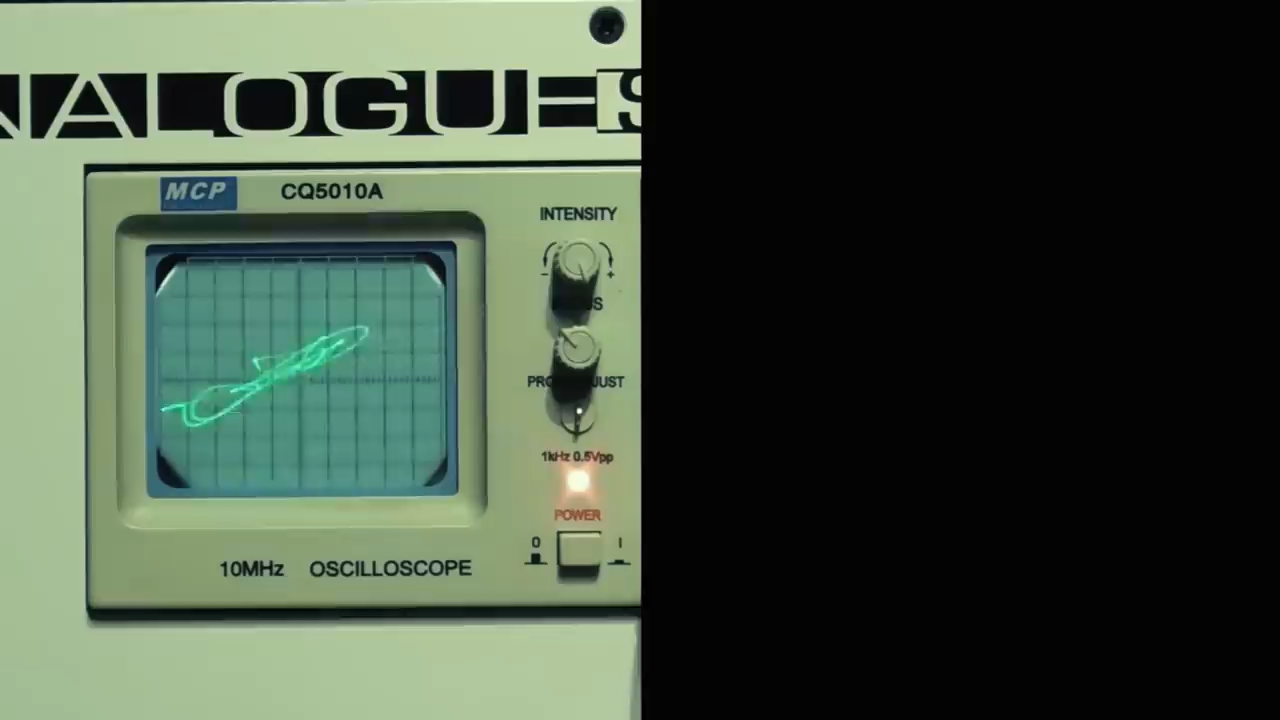 NALOGUES
MCP CQ5010A
INTENSITY
- +
1kHz 0.5Vpp
POWER
0 I
10MHz OSCILLOSCOPE